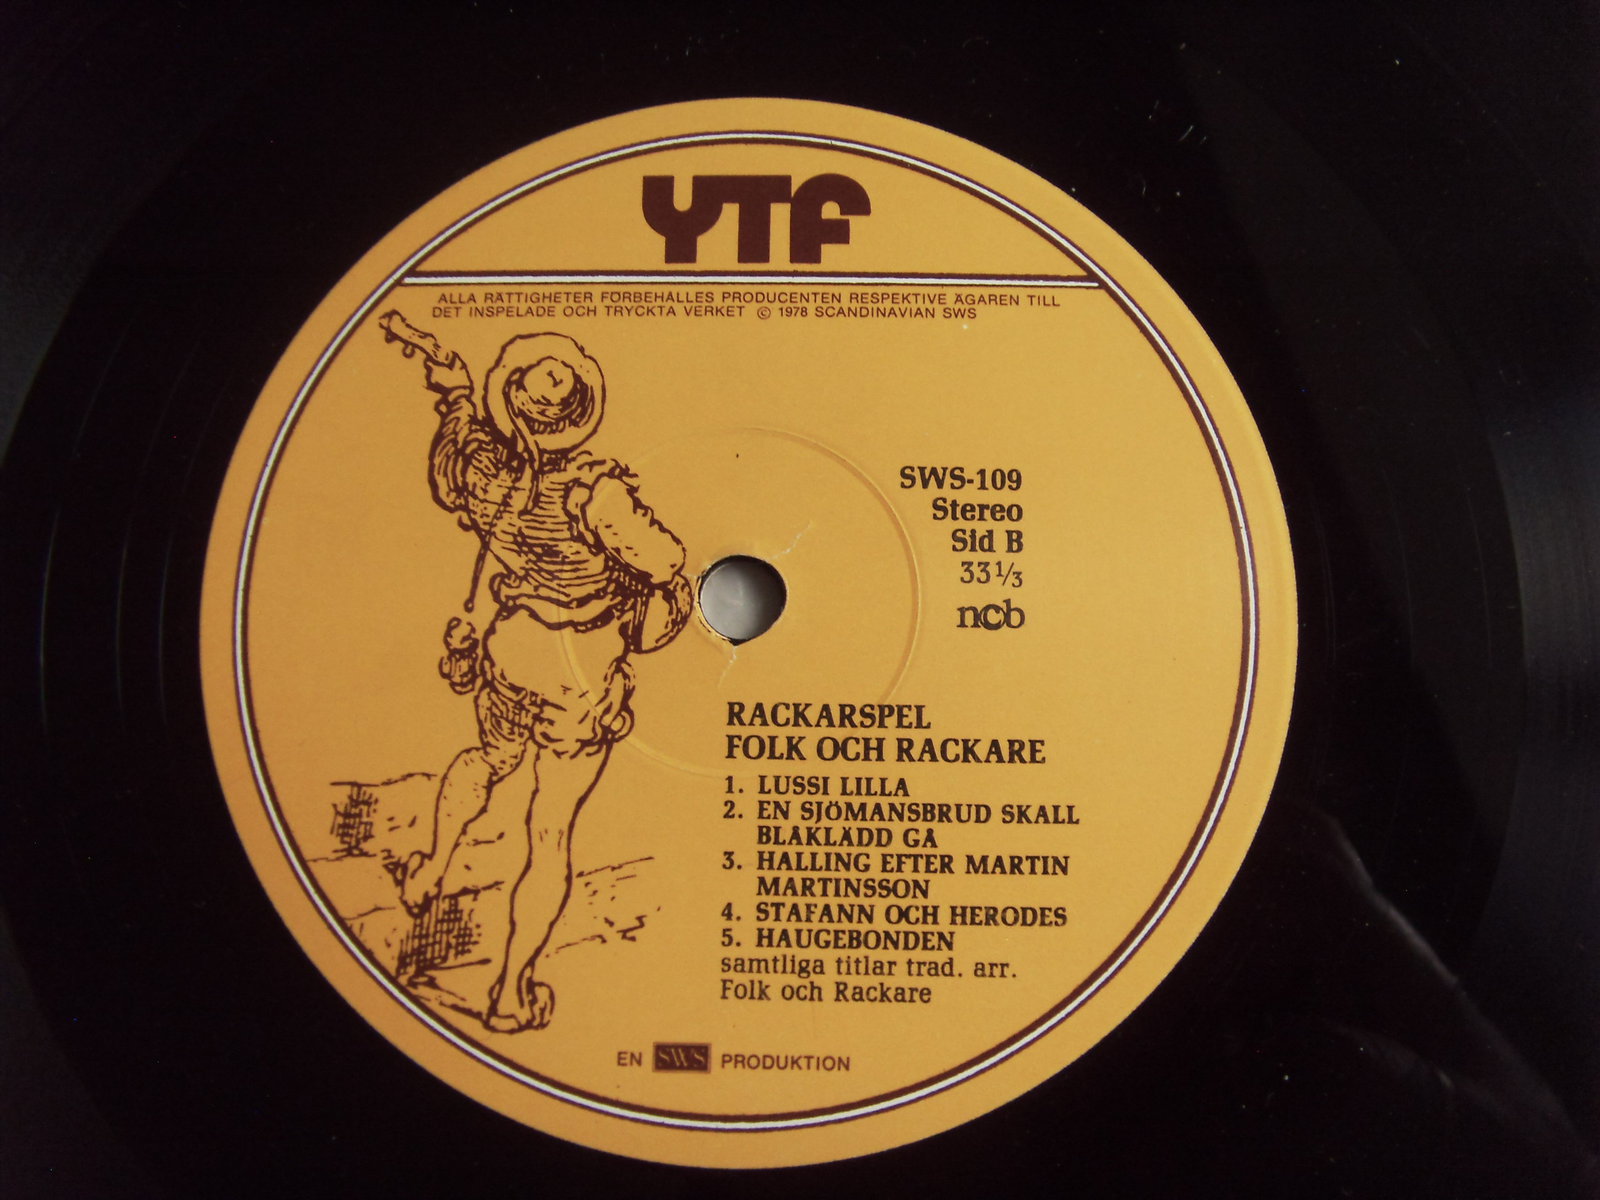 YTF
ALLA RÄTTIGHETER FÖRBEHÅLLES PRODUCENTEN RESPEKTIVE ÄGAREN TILL
DET INSPELADE OCH TRYCKTA VERKET © 1978 SCANDINAVIAN SWS
SWS-109
Stereo
Sid B
33 1/3
ncb
RACKARSPEL
FOLK OCH RACKARE
1. LUSSI LILLA
2. EN SJÖMANSBRUD SKALL
BLÅKLÄDD GÅ
3. HALLING EFTER MARTIN
MARTINSSON
4. STAFANN OCH HERODES
5. HAUGEBONDEN
samtliga titlar trad. arr.
Folk och Rackare
EN SWS PRODUKTION